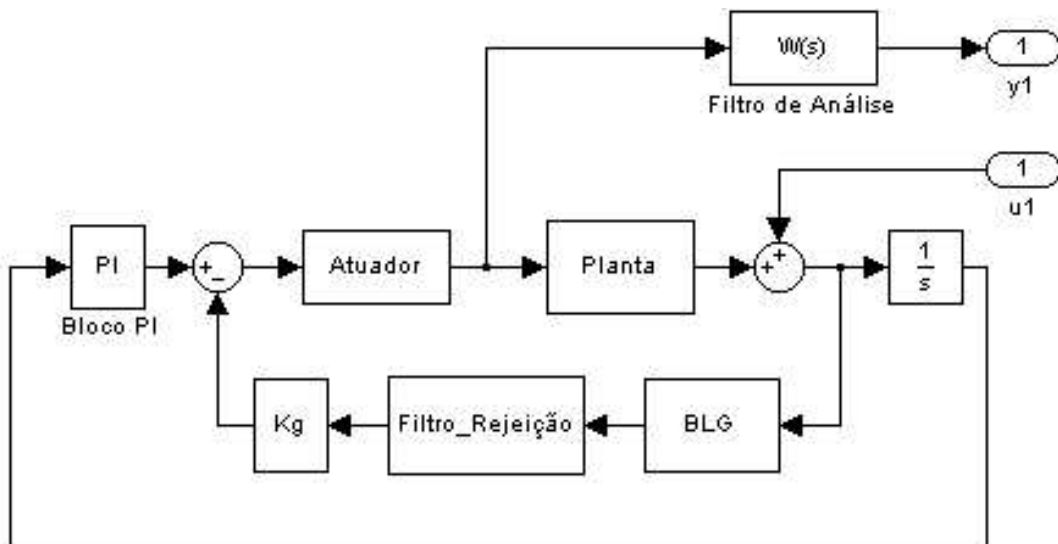 W(s)
Filtro de Análise
1
y1
1
u1
PI
Bloco PI
+
_
Atuador
Planta
+
+
1
s
Kg
Filtro_Rejeição
BLG